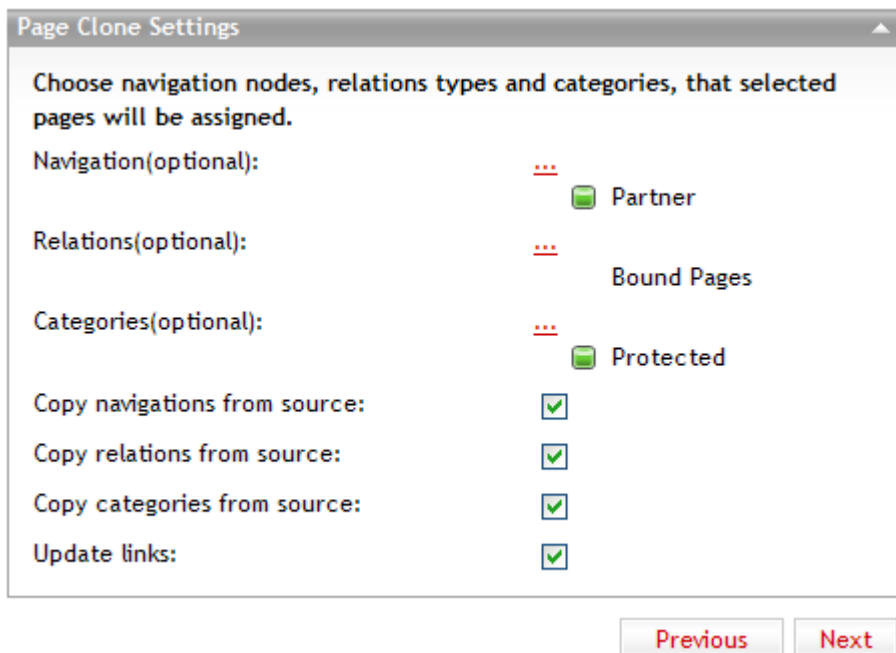 Page Clone Settings
Choose navigation nodes, relations types and categories, that selected
pages will be assigned.
Navigation(optional):
...
Partner
Relations(optional):
...
Bound Pages
Categories(optional):
...
Protected
Copy navigations from source:
Copy relations from source:
Copy categories from source:
Update links:
Previous Next